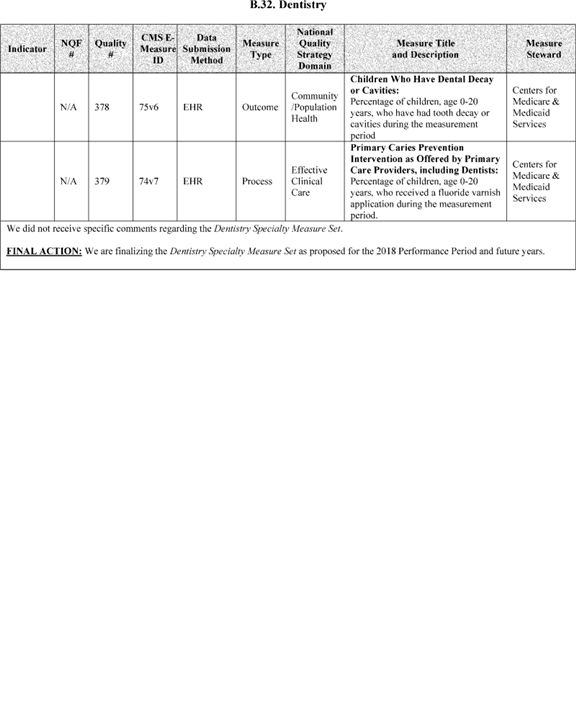 B.32. Dentistry
Indicator
NQF
#
Quality
#
CMS E-
Measure
ID
Data
Submission
Method
Measure
Type
National
Quality
Strategy
Domain
Measure Title
and Description
Measure
Steward
N/A
378
75v6
EHR
Outcome
Community
/Population
Health
Children Who Have Dental Decay
or Cavities:
Percentage of children, age 0-20
years, who have had tooth decay or
cavities during the measurement
period
Centers for
Medicare &
Medicaid
Services
N/A
379
74v7
EHR
Process
Effective
Clinical
Care
Primary Caries Prevention
Intervention as Offered by Primary
Care Providers, including Dentists:
Percentage of children, age 0-20
years, who received a fluoride varnish
application during the measurement
period.
Centers for
Medicare &
Medicaid
Services
We did not receive specific comments regarding the Dentistry Specialty Measure Set.
FINAL ACTION: We are finalizing the Dentistry Specialty Measure Set as proposed for the 2018 Performance Period and future years.